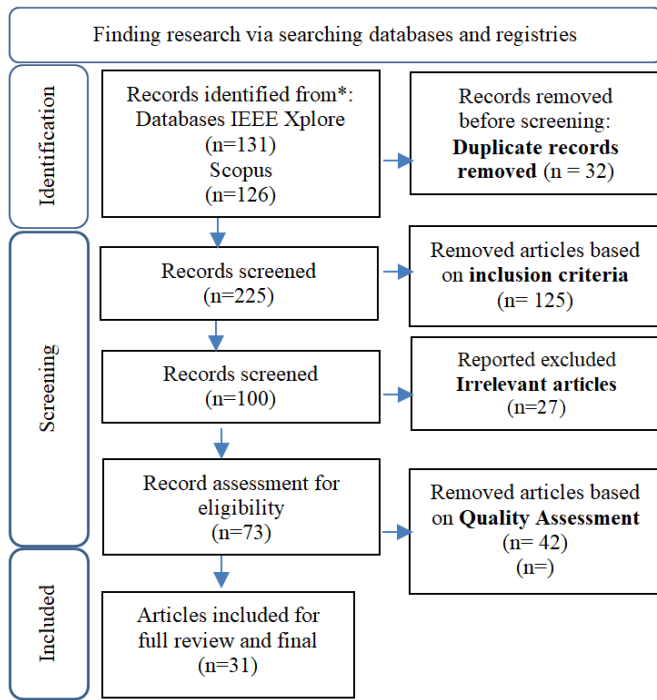 Finding research via searching databases and registries
Identification
Records identified from*:
Databases IEEE Xplore
(n=131)
Scopus
(n=126)
Records removed
before screening:
Duplicate records
removed (n = 32)
Screening
Records screened
(n=225)
Removed articles based
on inclusion criteria
(n= 125)
Records screened
(n=100)
Reported excluded
Irrelevant articles
(n=27)
Record assessment for
eligibility
(n=73)
Removed articles based
on Quality Assessment
(n= 42)
(n=)
Included
Articles included for
full review and final
(n=31)